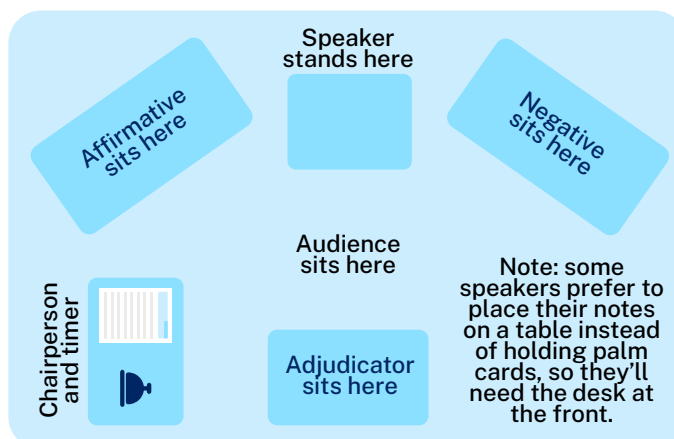 Speaker
stands here
Affirmative
sits here
Negative
sits here
Audience
sits here
Chairperson
and timer
Adjudicator
sits here
Note: some
speakers prefer to
place their notes
on a table instead
of holding palm
cards, so they’ll
need the desk at
the front.